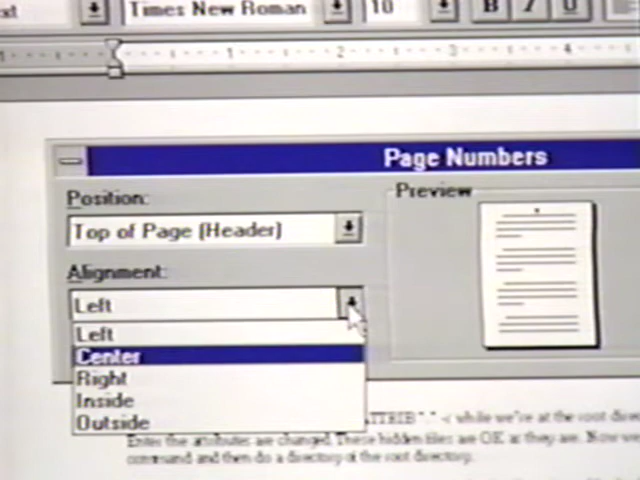 Times New Roman 10 B I U
1 2 3 4
Page Numbers
Position:
Preview
Top of Page (Header)
Alignment:
Left
Left
Center
Right
Inside
Outside
ATTRIB *.* < while we're at the root
Enter the attributes are changed. These hidden files are OK as they are. Now we
command and then do a directory of the root directory.